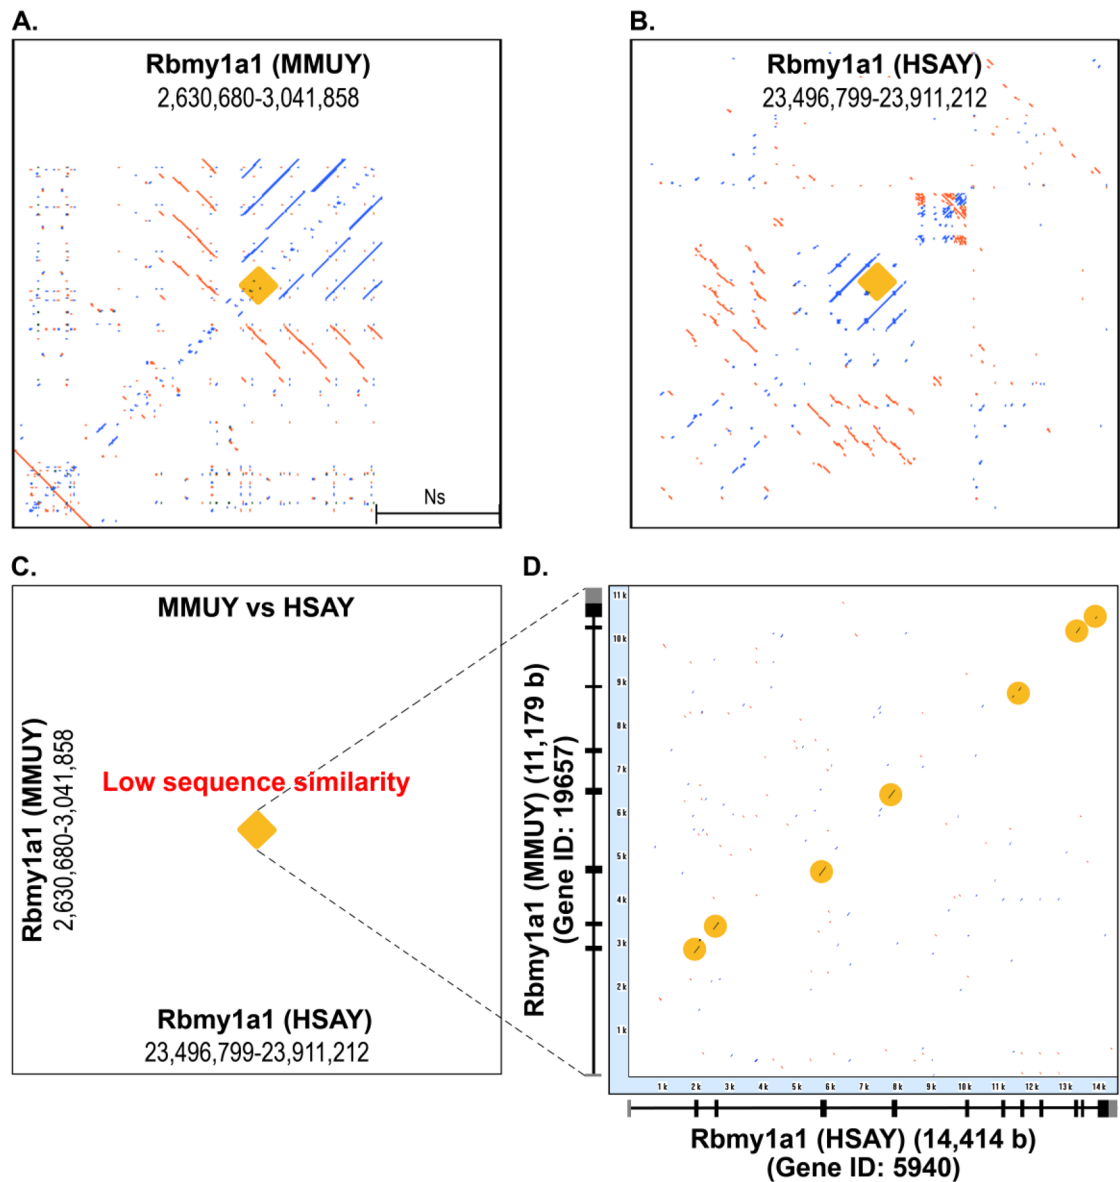 A.
Rbmy1a1 (MMUY)
2,630,680-3,041,858
Ns
B.
Rbmy1a1 (HSAY)
23,496,799-23,911,212
C.
MMUY vs HSAY
Rbmy1a1 (MMUY)
2,630,680-3,041,858
Low sequence similarity
Rbmy1a1 (HSAY)
23,496,799-23,911,212
D.
Rbmy1a1 (MMUY) (11,179 b)
(Gene ID: 19657)
11 k
10 k
9 k
8 k
7 k
6 k
5 k
4 k
3 k
2 k
1 k
1 k 2 k 3 k 4 k 5 k 6 k 7 k 8 k 9 k 10 k 11 k 12 k 13 k 14 k
Rbmy1a1 (HSAY) (14,414 b)
(Gene ID: 5940)